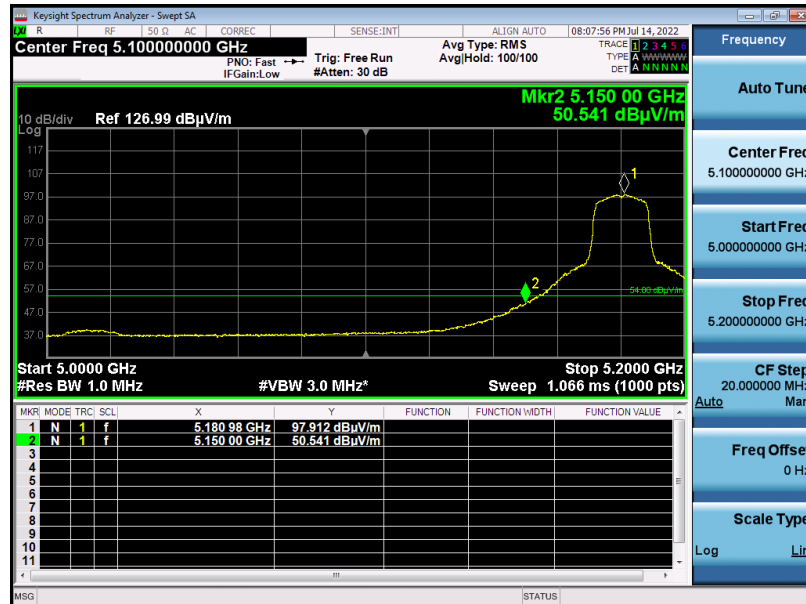 Keysight Spectrum Analyzer - Swept SA
LXI R RF 50 Ω AC CORREC SENSE:INT ALIGN AUTO 08:07:56 PM Jul 14, 2022
Center Freq 5.100000000 GHz
PNO: Fast
IFGain:Low
Trig: Free Run
#Atten: 30 dB
Avg Type: RMS
Avg|Hold: 100/100
TRACE 1 2 3 4 5 6
TYPE A WWWWW
DET A N N N N N
Mkr2 5.150 00 GHz
50.541 dBµV/m
10 dB/div Ref 126.99 dBµV/m
Log
117
107
97.0
87.0
77.0
67.0
57.0
47.0
37.0
1
2
54.00 dBµV/m
Start 5.0000 GHz Stop 5.2000 GHz
#Res BW 1.0 MHz #VBW 3.0 MHz* Sweep 1.066 ms (1000 pts)
MKR MODE TRC SCL X Y FUNCTION FUNCTION WIDTH FUNCTION VALUE
1 N 1 f 5.180 98 GHz 97.912 dBµV/m
2 N 1 f 5.150 00 GHz 50.541 dBµV/m
3
4
5
6
7
8
9
10
11
MSG STATUS
Frequency
Auto Tune
Center Freq
5.100000000 GHz
Start Freq
5.000000000 GHz
Stop Freq
5.200000000 GHz
CF Step
20.000000 MHz
Auto Man
Freq Offset
0 Hz
Scale Type
Log Lin